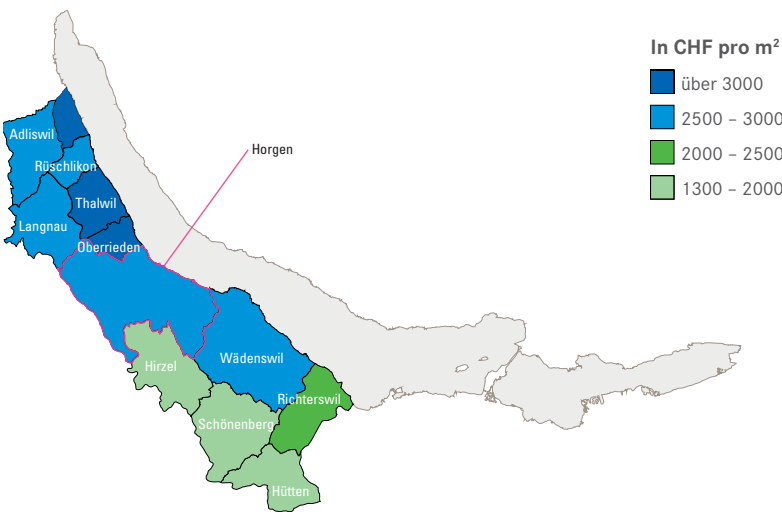 In CHF pro m²
über 3000
2500 – 3000
2000 – 2500
1300 – 2000
Adliswil
Horgen
Rüschlikon
Thalwil
Langnau
Oberrieden
Hirzel
Wädenswil
Richterswil
Schönenberg
Hütten